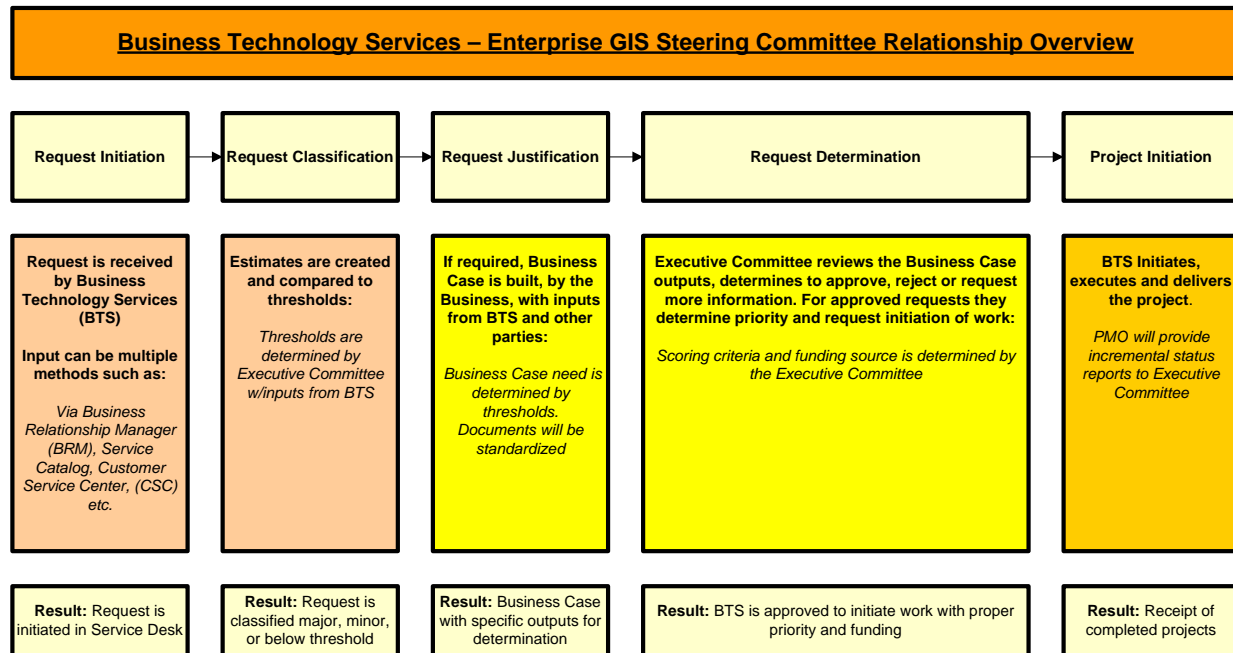 Business Technology Services – Enterprise GIS Steering Committee Relationship Overview
Request Initiation
Request Classification
Request Justification
Request Determination
Project Initiation
Request is received
by Business
Technology Services
(BTS)
Input can be multiple
methods such as:
Via Business
Relationship Manager
(BRM), Service
Catalog, Customer
Service Center, (CSC)
etc.
Estimates are created
and compared to
thresholds:
Thresholds are
determined by
Executive Committee
w/inputs from BTS
If required, Business
Case is built, by the
Business, with inputs
from BTS and other
parties:
Business Case need is
determined by
thresholds.
Documents will be
standardized
Executive Committee reviews the Business Case
outputs, determines to approve, reject or request
more information. For approved requests they
determine priority and request initiation of work:
Scoring criteria and funding source is determined by
the Executive Committee
BTS Initiates,
executes and delivers
the project.
PMO will provide
incremental status
reports to Executive
Committee
Result: Request is
initiated in Service Desk
Result: Request is
classified major, minor,
or below threshold
Result: Business Case
with specific outputs for
determination
Result: BTS is approved to initiate work with proper
priority and funding
Result: Receipt of
completed projects